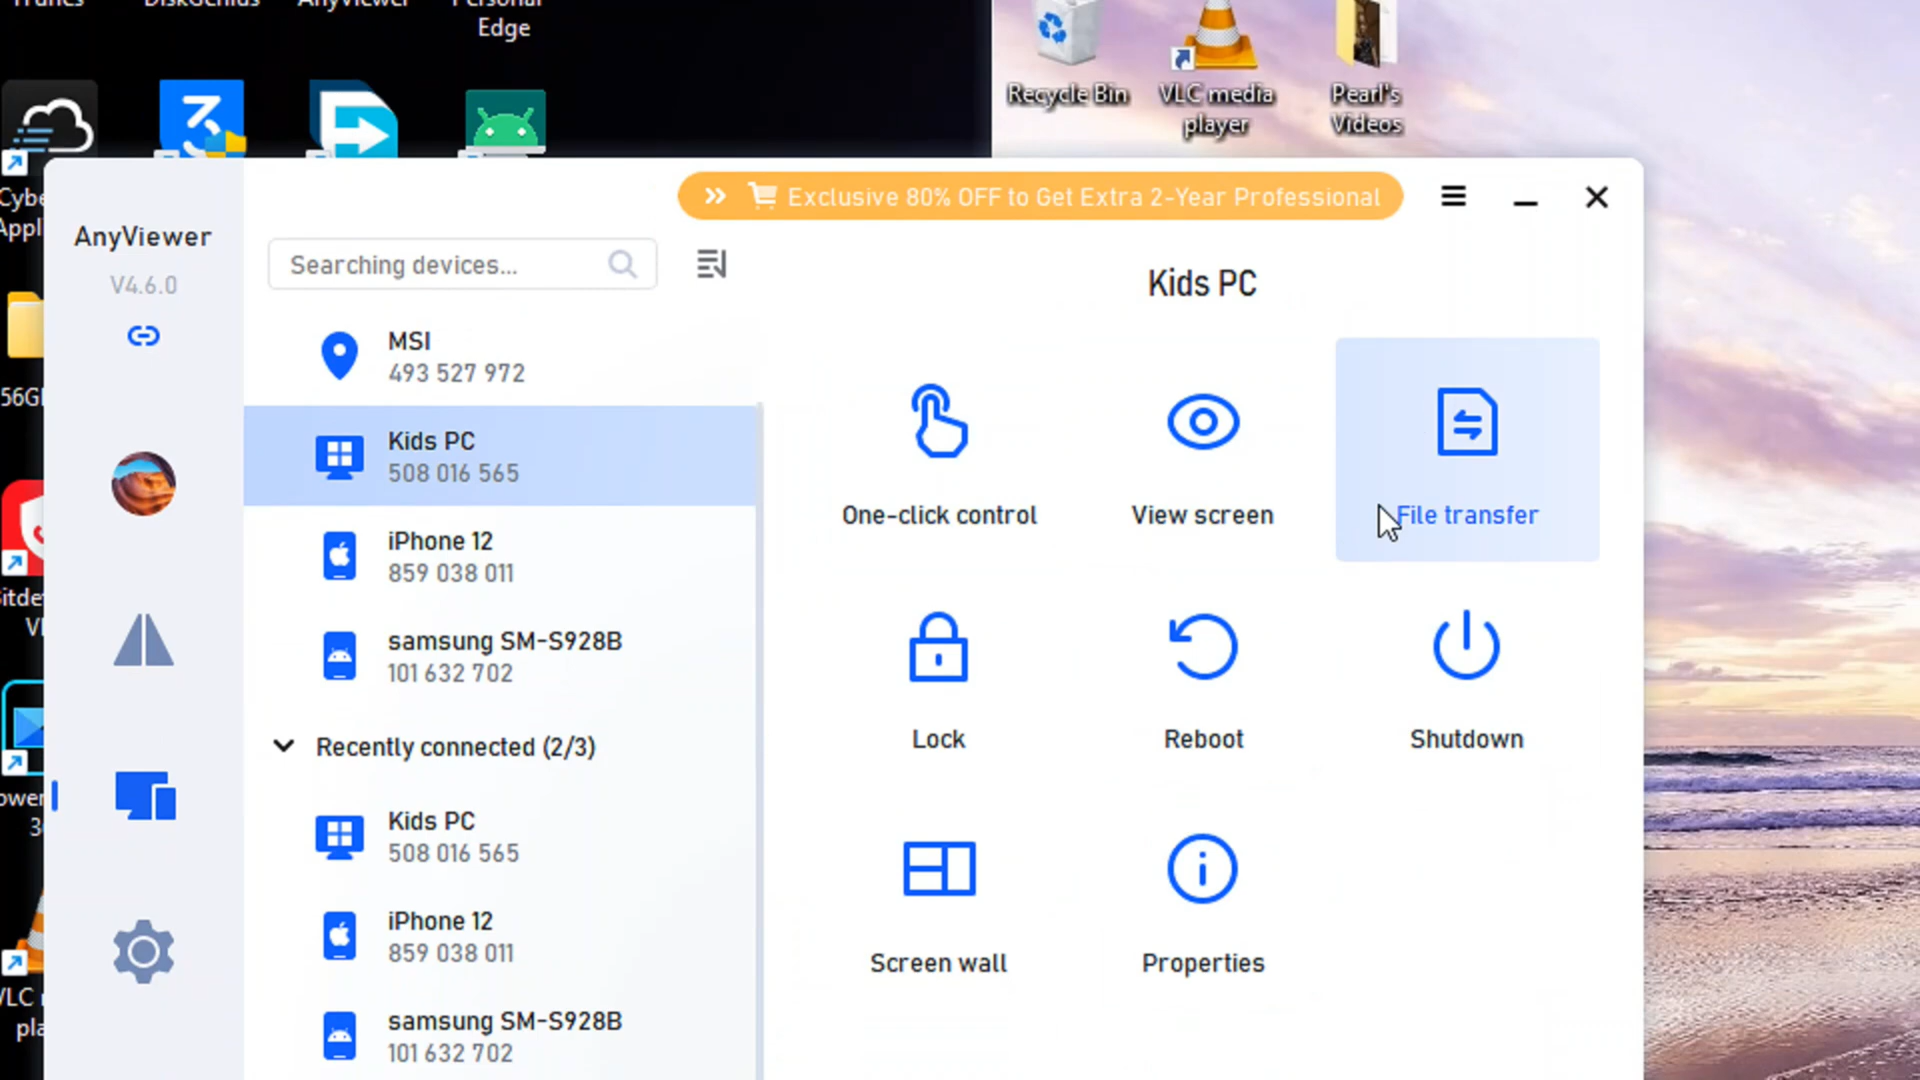 DiskGenius
AnyViewer
Personal
Edge
Recycle Bin
VLC media
player
Pearl's
Videos
Exclusive 80% OFF to Get Extra 2-Year Professional
AnyViewer
V4.6.0
Searching devices...
MSI
493 527 972
Kids PC
508 016 565
iPhone 12
859 038 011
samsung SM-S928B
101 632 702
Recently connected (2/3)
Kids PC
508 016 565
iPhone 12
859 038 011
samsung SM-S928B
101 632 702
Kids PC
One-click control
View screen
File transfer
Lock
Reboot
Shutdown
Screen wall
Properties